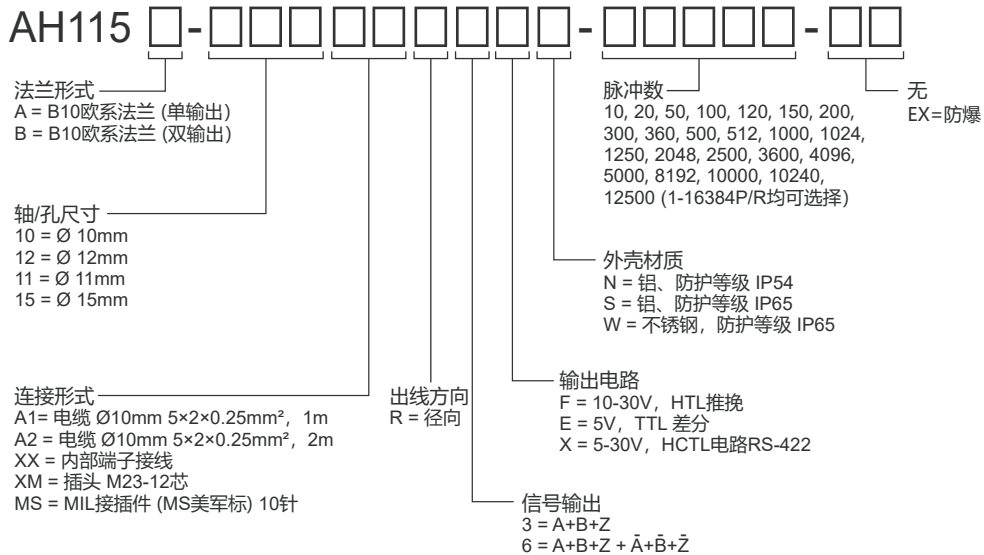 AH115 □-□□□□□□□□□-□□□□□-□□
法兰形式
A = B10欧系法兰 (单输出)
B = B10欧系法兰 (双输出)
轴/孔尺寸
10 = Ø 10mm
12 = Ø 12mm
11 = Ø 11mm
15 = Ø 15mm
连接形式
A1= 电缆 Ø10mm 5×2×0.25mm², 1m
A2 = 电缆 Ø10mm 5×2×0.25mm², 2m
XX = 内部端子接线
XM = 插头 M23-12芯
MS = MIL接插件 (MS美军标) 10针
出线方向
R = 径向
信号输出
3 = A+B+Z
6 = A+B+Z + Ā+B̄+Z̄
输出电路
F = 10-30V, HTL推挽
E = 5V, TTL 差分
X = 5-30V, HCTL电路RS-422
外壳材质
N = 铝、防护等级 IP54
S = 铝、防护等级 IP65
W = 不锈钢, 防护等级 IP65
脉冲数
10, 20, 50, 100, 120, 150, 200,
300, 360, 500, 512, 1000, 1024,
1250, 2048, 2500, 3600, 4096,
5000, 8192, 10000, 10240,
12500 (1-16384P/R均可选择)
无
EX=防爆